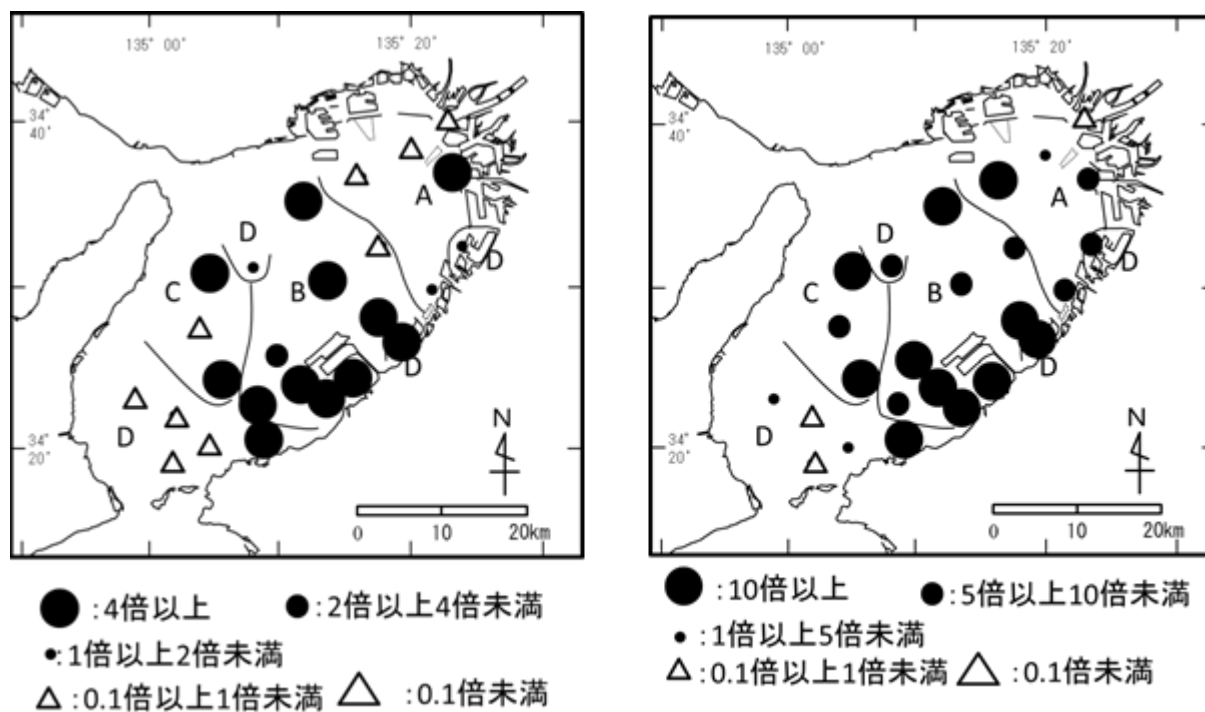 135° 00′
135° 20′
34°
40′
A
D
D
C
B
D
D
N
34°
20′
0
10
20km
:4倍以上
:2倍以上4倍未満
:1倍以上2倍未満
:0.1倍以上1倍未満
:0.1倍未満
135° 00′
135° 20′
34°
40′
A
D
D
C
B
D
D
N
34°
20′
0
10
20km
:10倍以上
:5倍以上10倍未満
:1倍以上5倍未満
:0.1倍以上1倍未満
:0.1倍未満